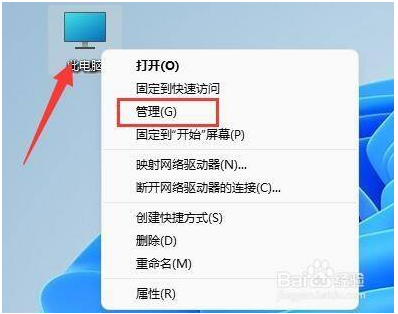 此电脑
打开(O)
固定到快速访问
管理(G)
固定到"开始"屏幕(P)
映射网络驱动器(N)...
断开网络驱动器的连接(C)...
创建快捷方式(S)
删除(D)
重命名(M)
属性(R)
Baidu经验
jingyan.baidu.com